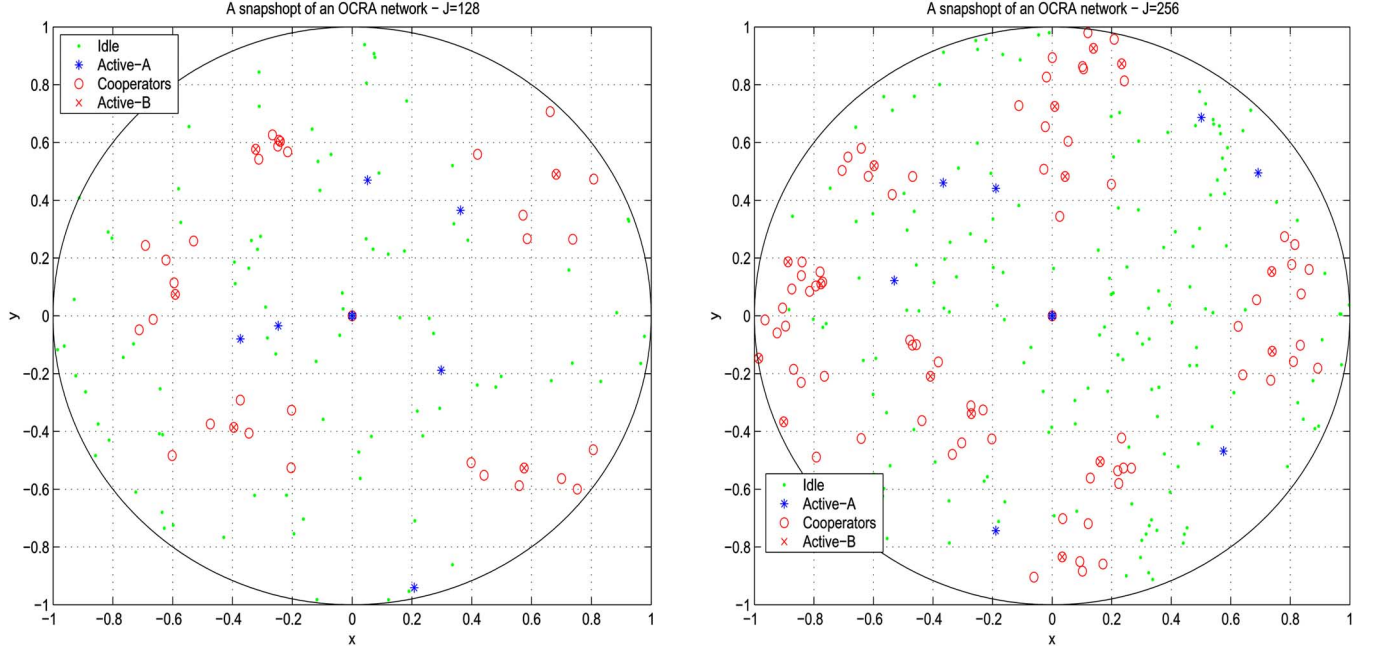 A snapshopt of an OCRA network − J=128
1
0.8
0.6
0.4
0.2
0
−0.2
−0.4
−0.6
−0.8
−1
y
Idle
Active−A
Cooperators
Active−B
−1 −0.8 −0.6 −0.4 −0.2 0 0.2 0.4 0.6 0.8 1
x
A snapshopt of an OCRA network − J=256
1
0.8
0.6
0.4
0.2
0
−0.2
−0.4
−0.6
−0.8
−1
y
Idle
Active−A
Cooperators
Active−B
−1 −0.8 −0.6 −0.4 −0.2 0 0.2 0.4 0.6 0.8 1
x